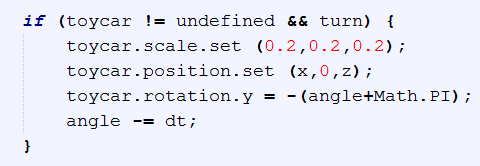 if (toycar != undefined && turn) {
    toycar.scale.set (0.2,0.2,0.2);
    toycar.position.set (x,0,z);
    toycar.rotation.y = -(angle+Math.PI);
    angle -= dt;
}